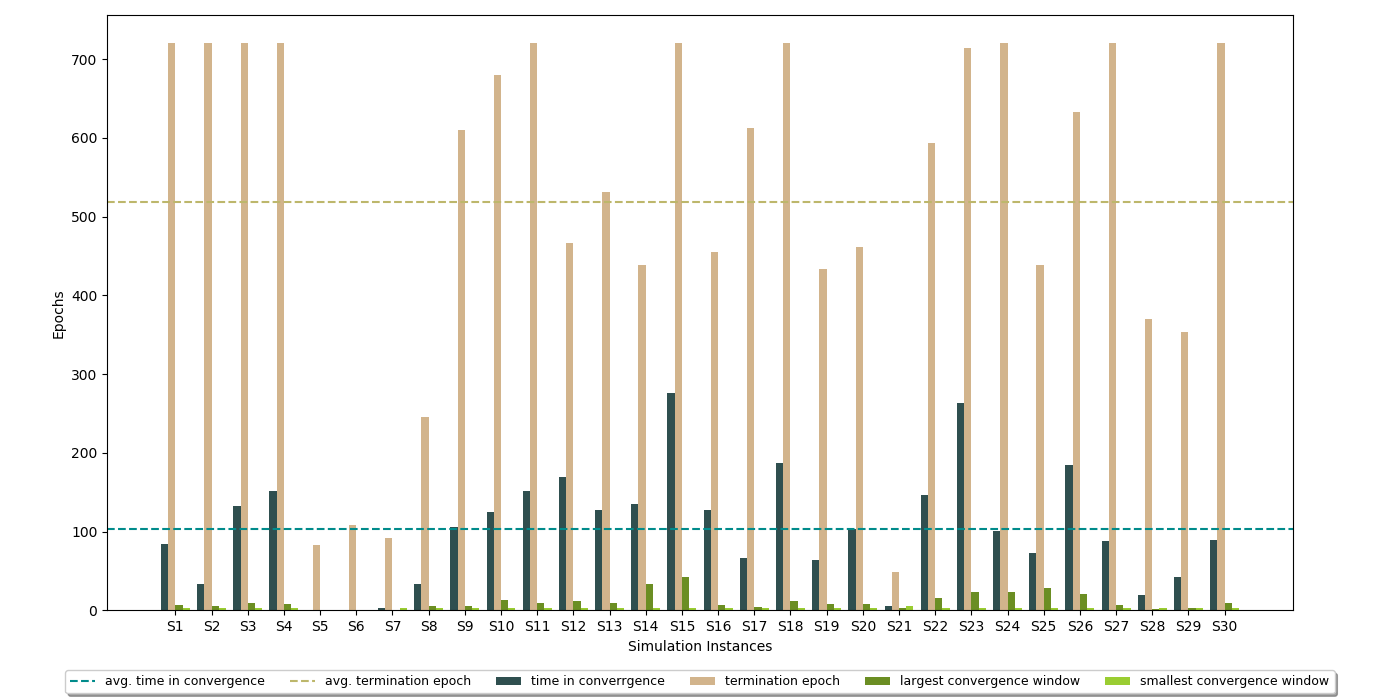 700
600
500
400
300
200
100
0
Epochs
S1 S2 S3 S4 S5 S6 S7 S8 S9 S10 S11 S12 S13 S14 S15 S16 S17 S18 S19 S20 S21 S22 S23 S24 S25 S26 S27 S28 S29 S30
Simulation Instances
avg. time in convergence avg. termination epoch time in converrgence termination epoch largest convergence window smallest convergence window